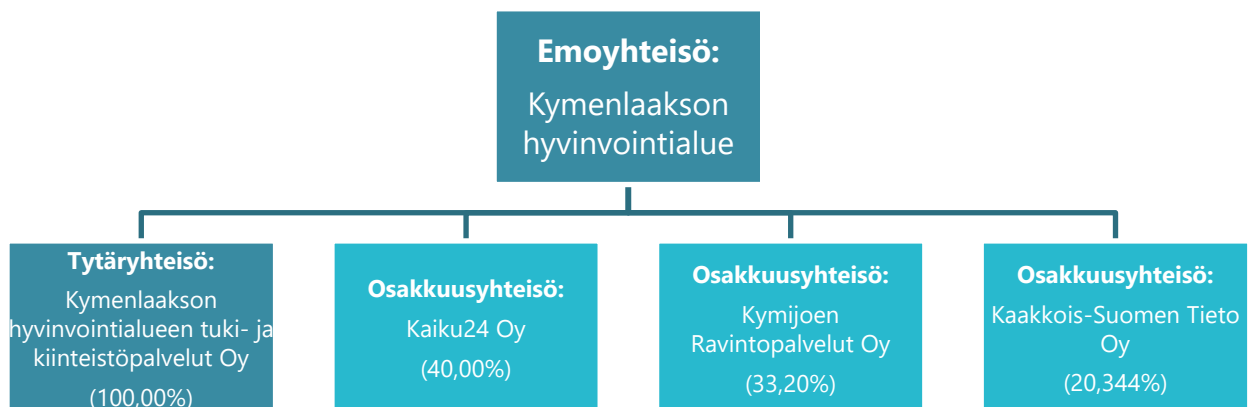 Emoyhteisö:
Kymenlaakson
hyvinvointialue
Tytäryhteisö:
Kymenlaakson
hyvinvointialueen tuki- ja
kiinteistöpalvelut Oy
(100,00%)
Osakkuusyhteisö:
Kaiku24 Oy
(40,00%)
Osakkuusyhteisö:
Kymijoen
Ravintopalvelut Oy
(33,20%)
Osakkuusyhteisö:
Kaakkois-Suomen Tieto
Oy
(20,344%)